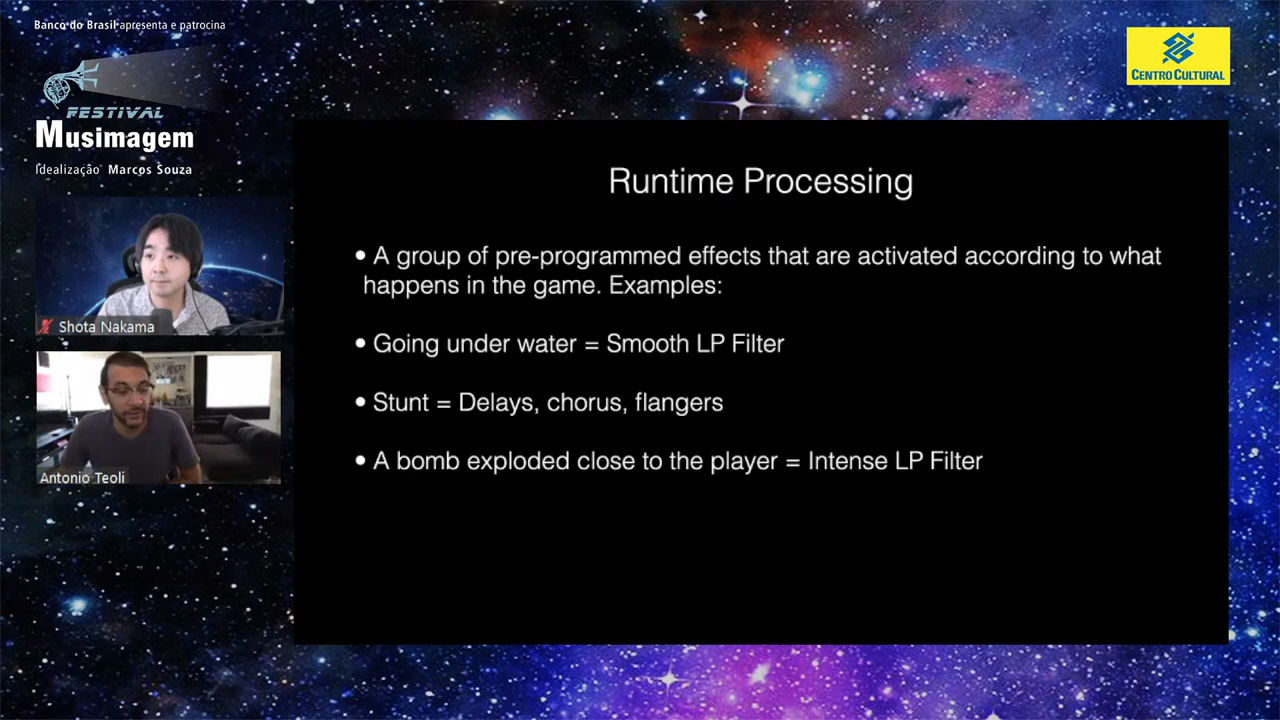 Banco do Brasil apresenta e patrocina
FESTIVAL
Musimagem
Idealização Marcos Souza
CENTRO CULTURAL
Runtime Processing
• A group of pre-programmed effects that are activated according to what
happens in the game. Examples:
• Going under water = Smooth LP Filter
• Stunt = Delays, chorus, flangers
• A bomb exploded close to the player = Intense LP Filter
Shota Nakama
Antonio Teoli